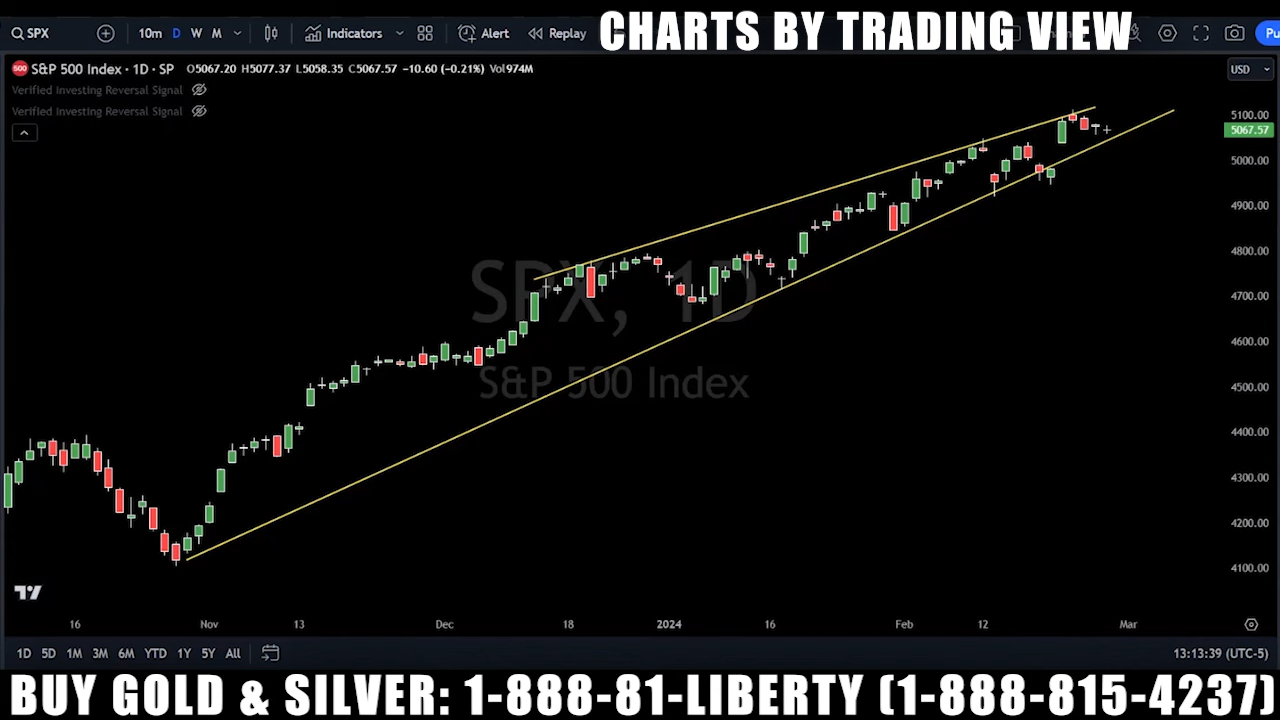 CHARTS BY TRADING VIEW
SPX 10m D W M Indicators Alert Replay Pu
S&P 500 Index · 1D · SP O5067.20 H5077.37 L5058.35 C5067.57 −10.60 (−0.21%) Vol974M
USD
Verified Investing Reversal Signal
Verified Investing Reversal Signal
SPX, 1D
S&P 500 Index
5100.00
5067.57
5000.00
4900.00
4800.00
4700.00
4600.00
4500.00
4400.00
4300.00
4200.00
4100.00
16 Nov 13 Dec 18 2024 16 Feb 12 Mar
1D 5D 1M 3M 6M YTD 1Y 5Y All 13:13:39 (UTC-5)
BUY GOLD & SILVER: 1-888-81-LIBERTY (1-888-815-4237)